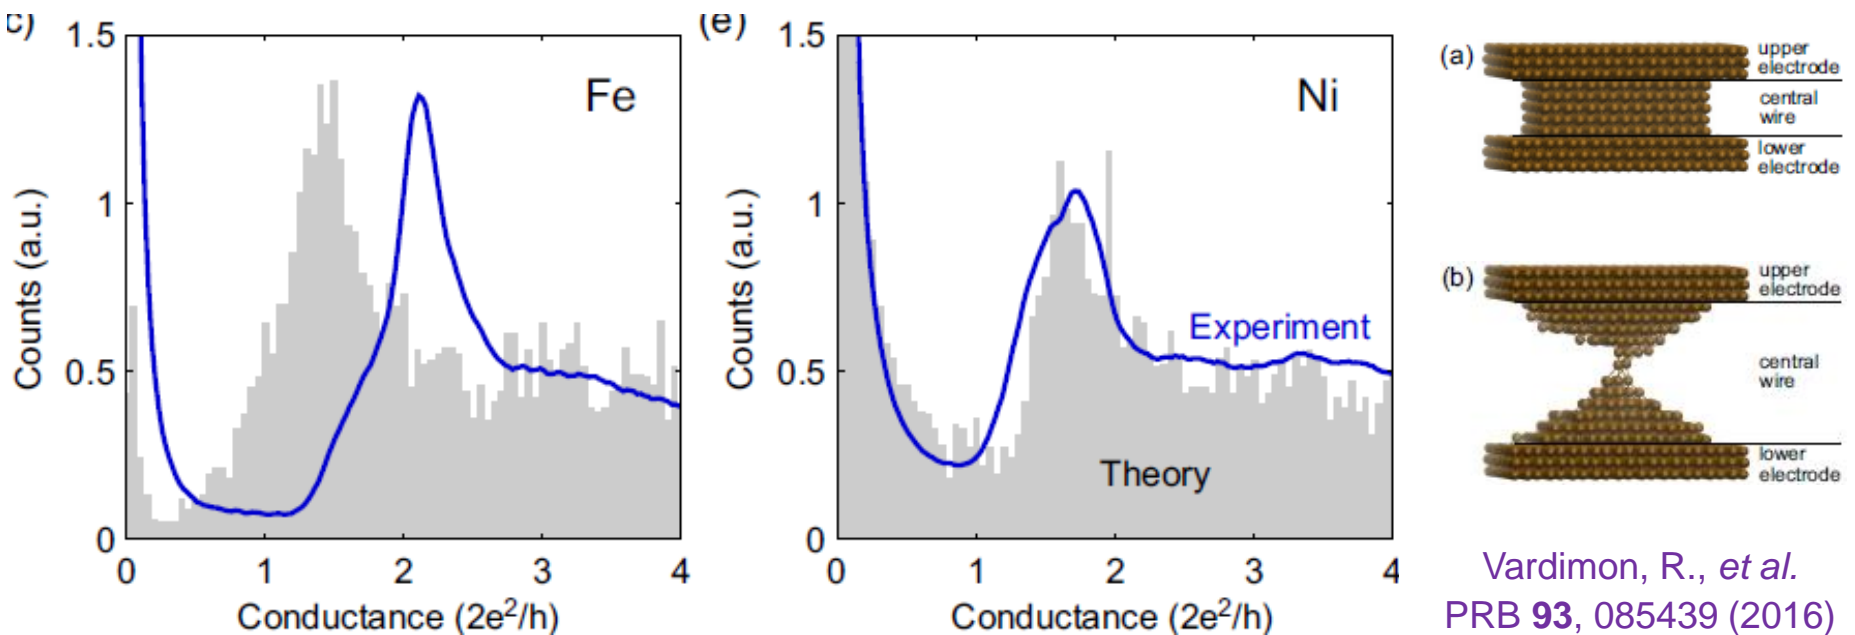 c)
1.5
1
0.5
0
Counts (a.u.)
Fe
0 1 2 3 4
Conductance (2e²/h)
(e)
1.5
1
0.5
0
Counts (a.u.)
Ni
Experiment
Theory
0 1 2 3 4
Conductance (2e²/h)
(a)
upper
electrode
central
wire
lower
electrode
(b)
upper
electrode
central
wire
lower
electrode
Vardimon, R., et al.
PRB 93, 085439 (2016)